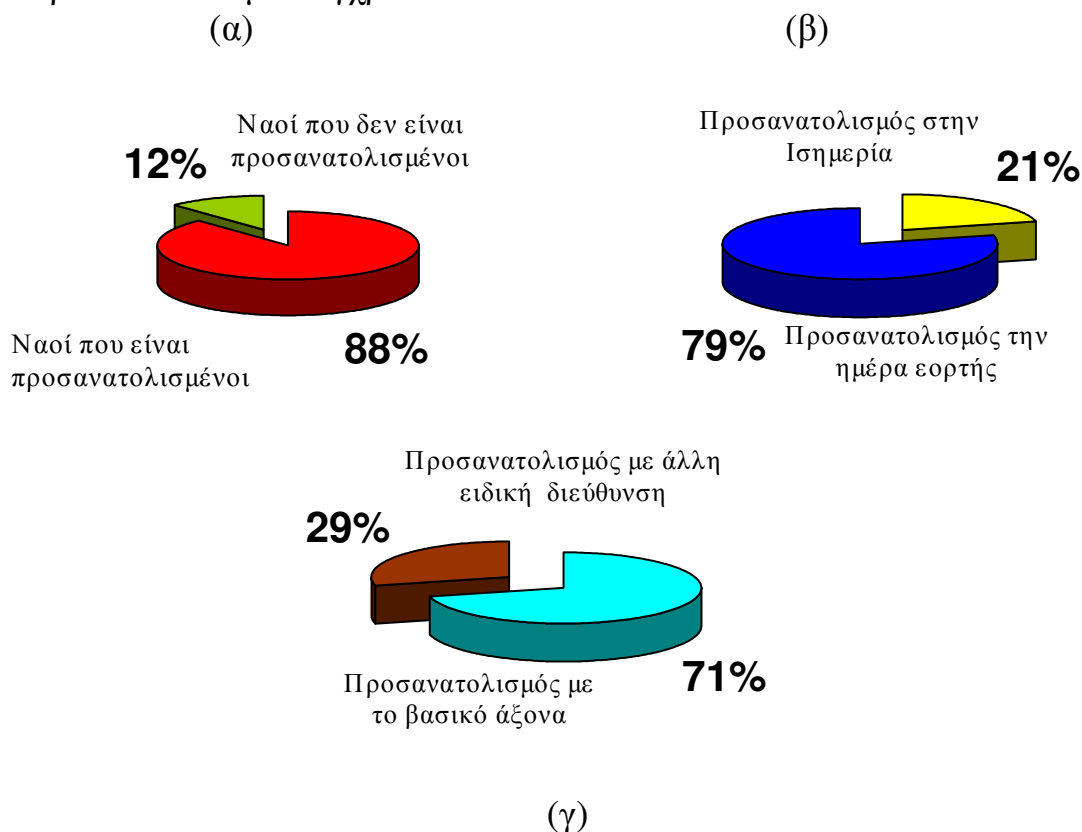 (α)
(β)
Ναοί που δεν είναι
προσανατολισμένοι
12%
Ναοί που είναι
προσανατολισμένοι
88%
Προσανατολισμός στην
Ισημερία
21%
79%
Προσανατολισμός την
ημέρα εορτής
Προσανατολισμός με άλλη
ειδική διεύθυνση
29%
Προσανατολισμός με
το βασικό άξονα
71%
(γ)